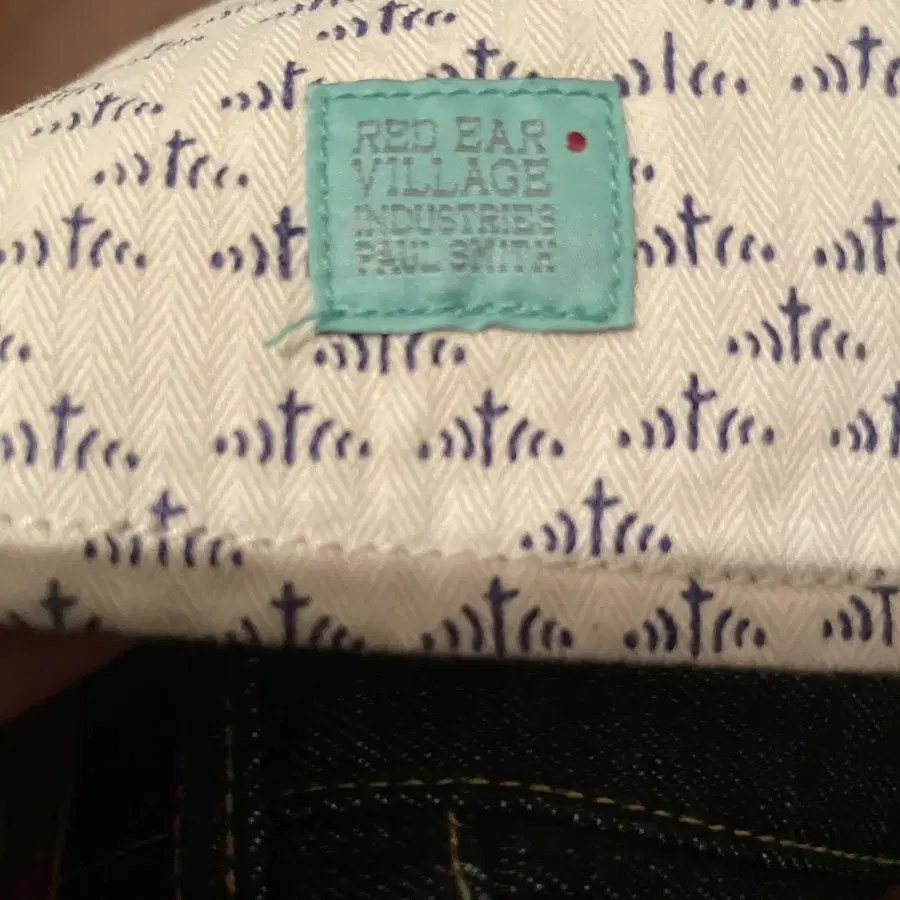 RED EAR
VILLAGE
INDUSTRIES
PAUL SMITH